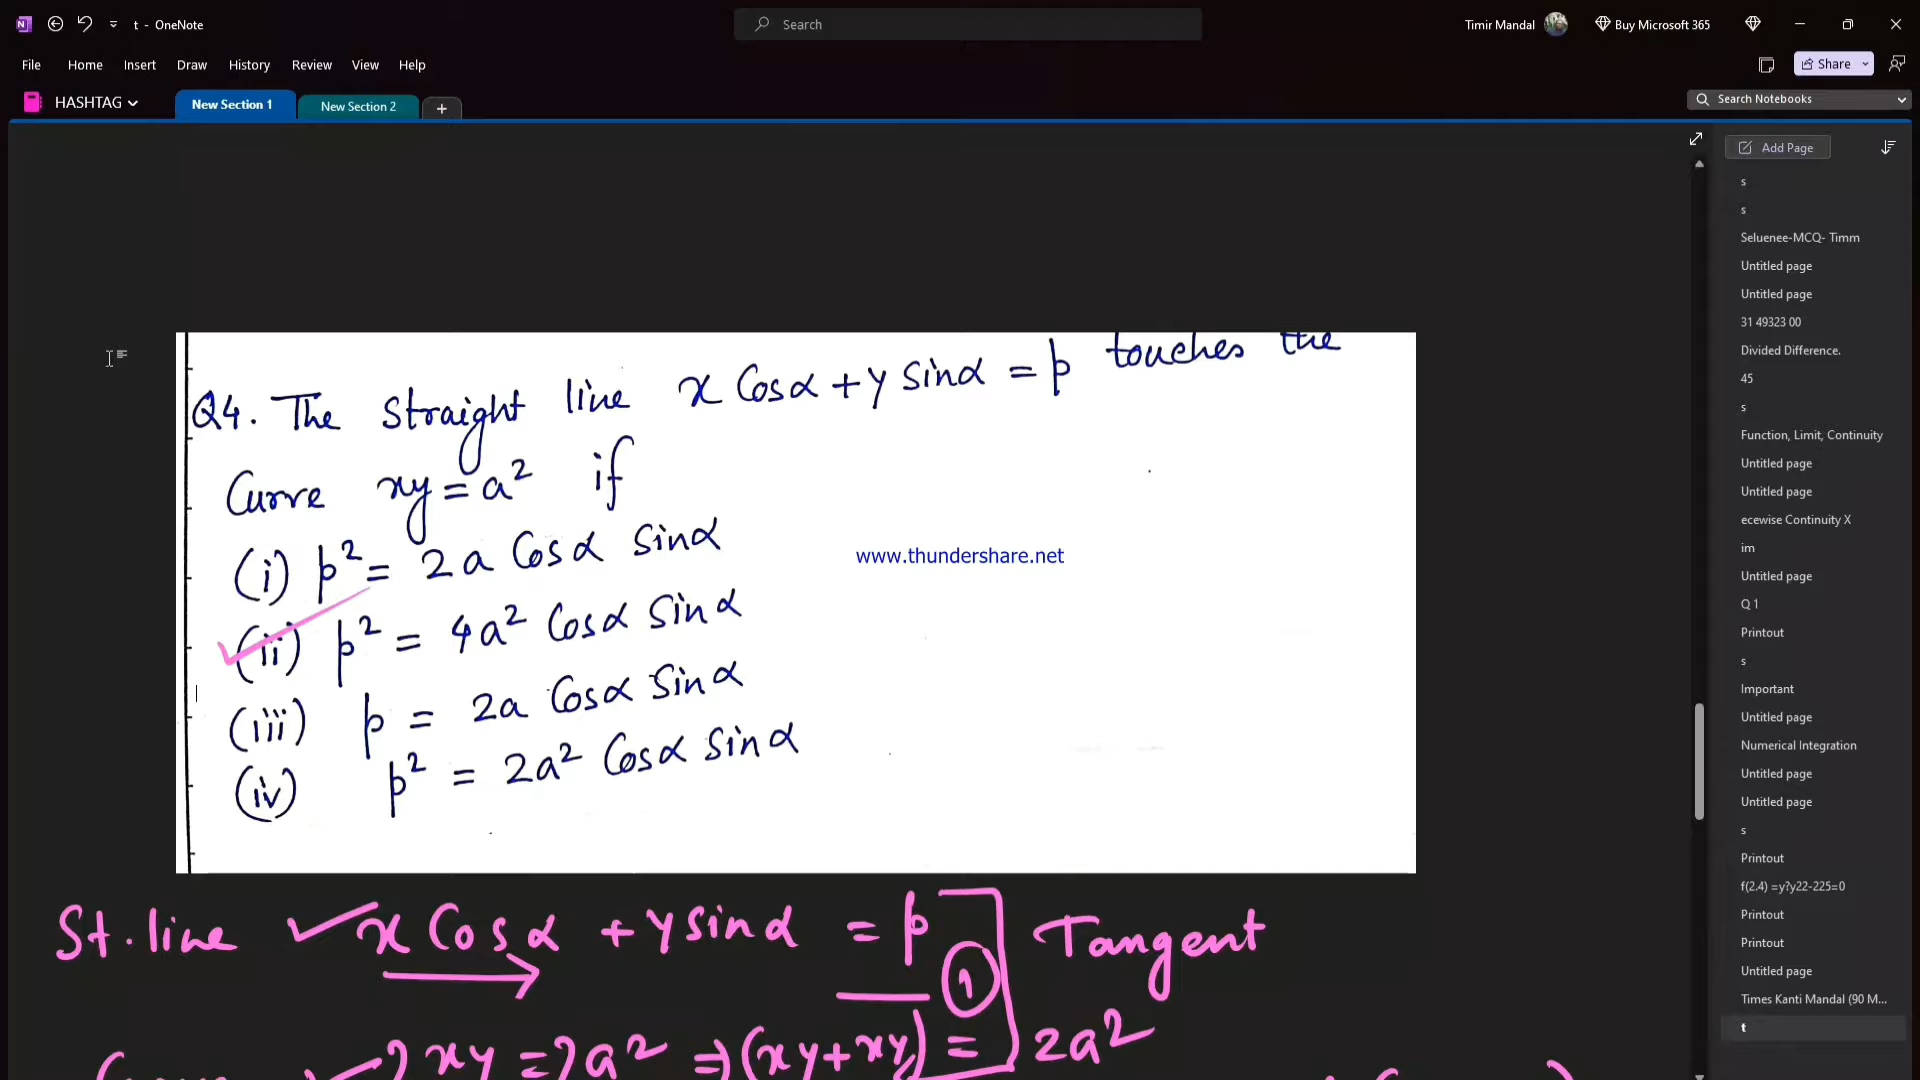 t - OneNote
Search
Timir Mandal
Buy Microsoft 365
File Home Insert Draw History Review View Help
Share
HASHTAG
New Section 1
New Section 2
+
Search Notebooks
Add Page
s
s
Seluenee-MCQ- Timm
Untitled page
Untitled page
31 49323 00
Divided Difference.
45
s
Function, Limit, Continuity
Untitled page
Untitled page
ecewise Continuity X
im
Untitled page
Q 1
Printout
s
Important
Untitled page
Numerical Integration
Untitled page
Untitled page
s
Printout
f(2.4) =y?y22-225=0
Printout
Printout
Untitled page
Times Kanti Mandal (90 M...
t
Q4. The straight line x Cosα + y sinα = p touches the
Curve xy = a² if
(i) p² = 2a Cosα Sinα
(ii) p² = 4a² Cosα Sinα
(iii) p = 2a Cosα Sinα
(iv) p² = 2a² Cosα Sinα
www.thundershare.net
St. line ✓ x Cosα + y sinα = p ① Tangent
2xy = 2a² ⇒ (xy + xy) = 2a²